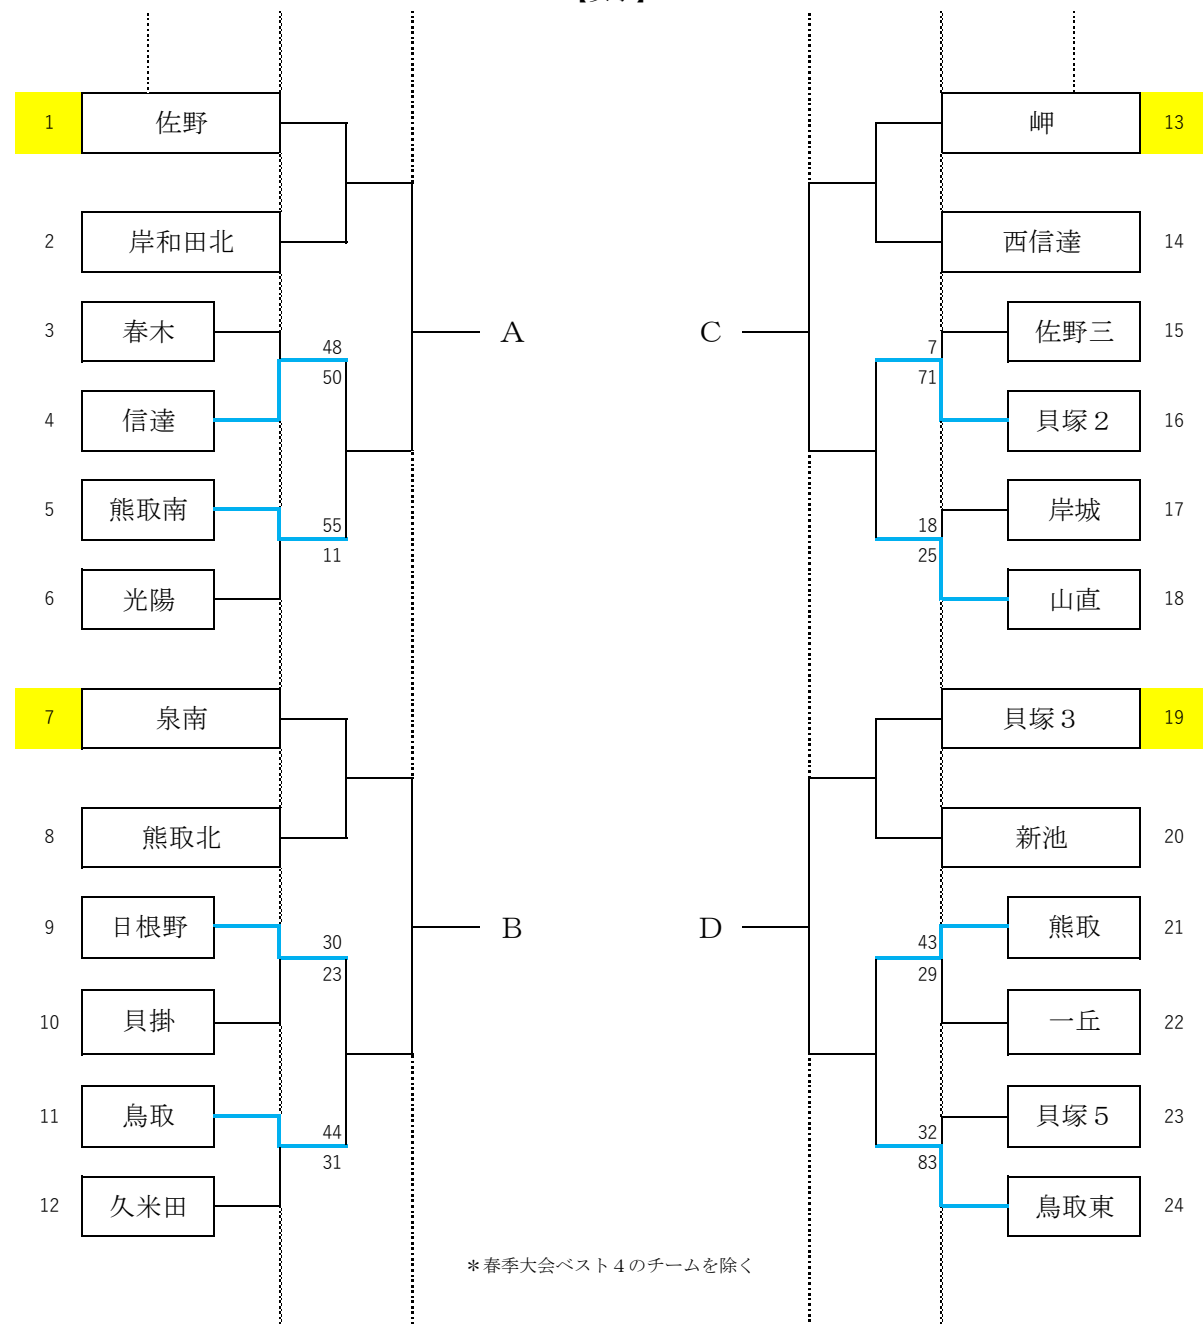 1 佐野
2 岸和田北
3 春木
48
50
4 信達
5 熊取南
55
11
6 光陽
A
7 泉南
8 熊取北
9 日根野
30
23
10 貝掛
11 鳥取
44
31
12 久米田
B
岬 13
西信達 14
佐野三 15
7
71
貝塚2 16
岸城 17
18
25
山直 18
C
貝塚3 19
新池 20
熊取 21
43
29
一丘 22
貝塚5 23
32
83
鳥取東 24
D
＊春季大会ベスト4のチームを除く